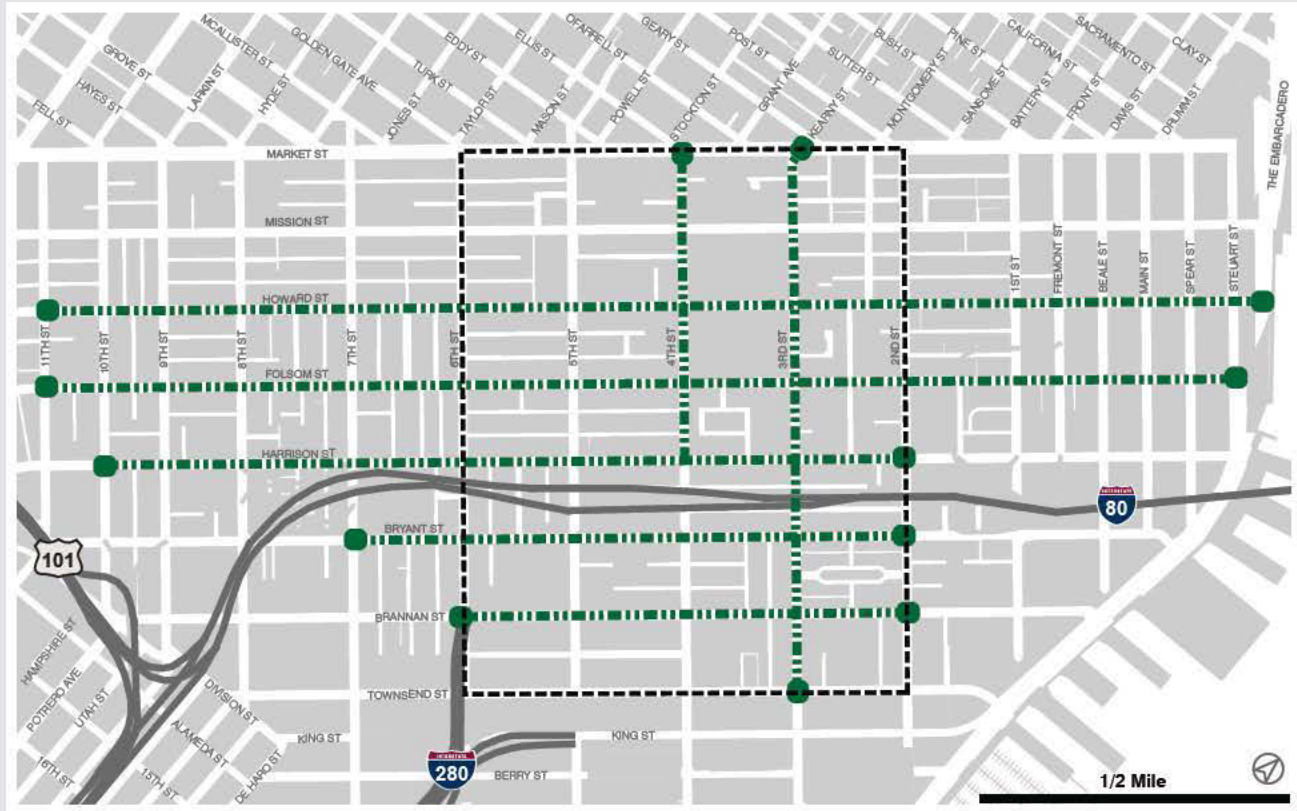 MCALLISTER ST
GOLDEN GATE AVE
EDDY ST
ELLIS ST
OFARRELL ST
GEARY ST
POST ST
SUTTER ST
BUSH ST
PINE ST
CALIFORNIA ST
SACRAMENTO ST
CLAY ST
GROVE ST
HAYES ST
FELL ST
LARKIN ST
HYDE ST
TURK ST
JONES ST
TAYLOR ST
MASON ST
POWELL ST
STOCKTON ST
GRANT AVE
KEARNY ST
MONTGOMERY ST
SANSOME ST
BATTERY ST
FRONT ST
DAVIS ST
DRUMM ST
THE EMBARCADERO
MARKET ST
MISSION ST
HOWARD ST
11TH ST
10TH ST
9TH ST
8TH ST
7TH ST
6TH ST
5TH ST
4TH ST
3RD ST
2ND ST
1ST ST
FREMONT ST
BEALE ST
MAIN ST
SPEAR ST
STEUART ST
FOLSOM ST
HARRISON ST
INTERSTATE
80
BRYANT ST
101
BRANNAN ST
HAMPSHIRE ST
POTRERO AVE
UTAH ST
DIVISION ST
TOWNSEND ST
ALAMEDA ST
KING ST
KING ST
16TH ST
15TH ST
DE HARO ST
INTERSTATE
280
BERRY ST
1/2 Mile